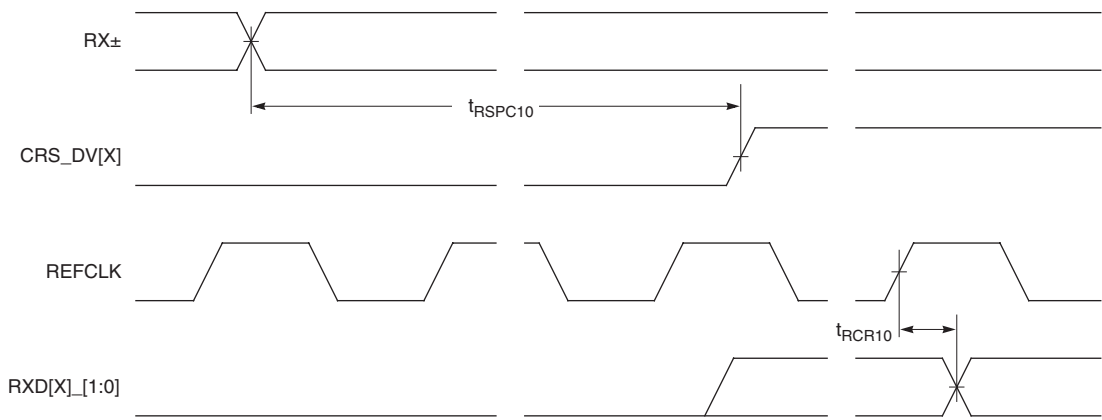 RX±
tRSPC10
CRS_DV[X]
REFCLK
tRCR10
RXD[X]_[1:0]